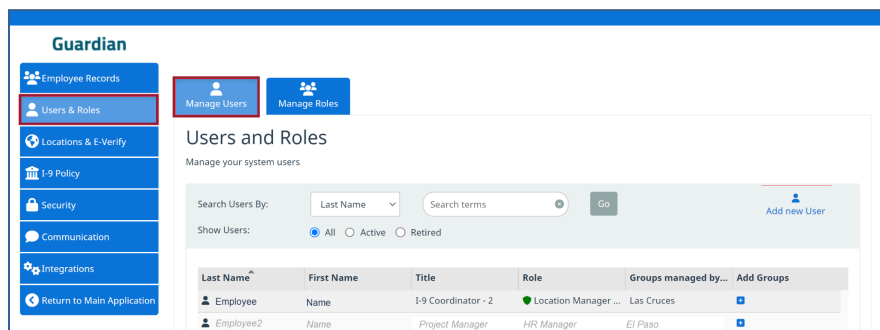 Guardian
Employee Records
Users & Roles
Locations & E-Verify
I-9 Policy
Security
Communication
Integrations
Return to Main Application
Manage Users
Manage Roles
Users and Roles
Manage your system users
Search Users By:
Last Name
Search terms
Go
Add new User
Show Users:
All
Active
Retired
Last Name First Name Title Role Groups managed by... Add Groups
Employee Name I-9 Coordinator - 2 Location Manager ... Las Cruces
Employee2 Name Project Manager HR Manager El Paso